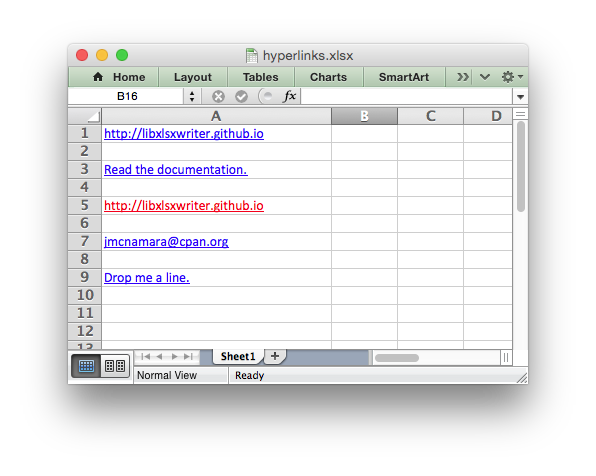 hyperlinks.xlsx
Home Layout Tables Charts SmartArt
B16 fx
A B C D
1 http://libxlsxwriter.github.io
2
3 Read the documentation.
4
5 http://libxlsxwriter.github.io
6
7 jmcnamara@cpan.org
8
9 Drop me a line.
10
11
12
13
Sheet1
Normal View Ready